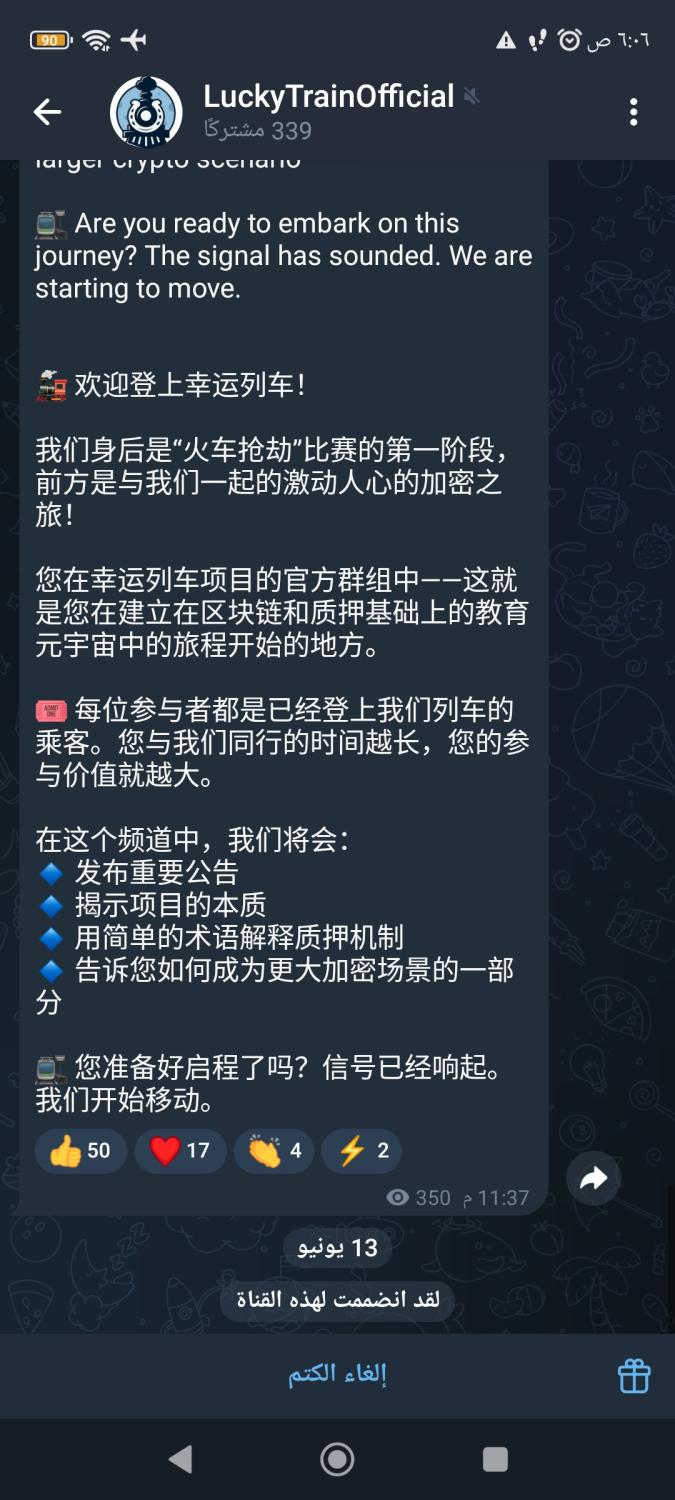 90
٦:٠٦ ص
LuckyTrainOfficial
339 مشتركًا
larger crypto scenario
Are you ready to embark on this
journey? The signal has sounded. We are
starting to move.
欢迎登上幸运列车！
我们身后是“火车抢劫”比赛的第一阶段，
前方是与我们一起的激动人心的加密之
旅！
您在幸运列车项目的官方群组中——这就
是您在建立在区块链和质押基础上的教育
元宇宙中的旅程开始的地方。
🎟 每位参与者都是已经登上我们列车的
乘客。您与我们同行的时间越长，您的参
与价值就越大。
在这个频道中，我们将会：
🔹 发布重要公告
🔹 揭示项目的本质
🔹 用简单的术语解释质押机制
🔹 告诉您如何成为更大加密场景的一部
分
您准备好启程了吗？信号已经响起。
我们开始移动。
👍 50 ❤ 17 👏 4 ⚡ 2
350 11:37 م
13 يونيو
لقد انضممت لهذه القناة
إلغاء الكتم